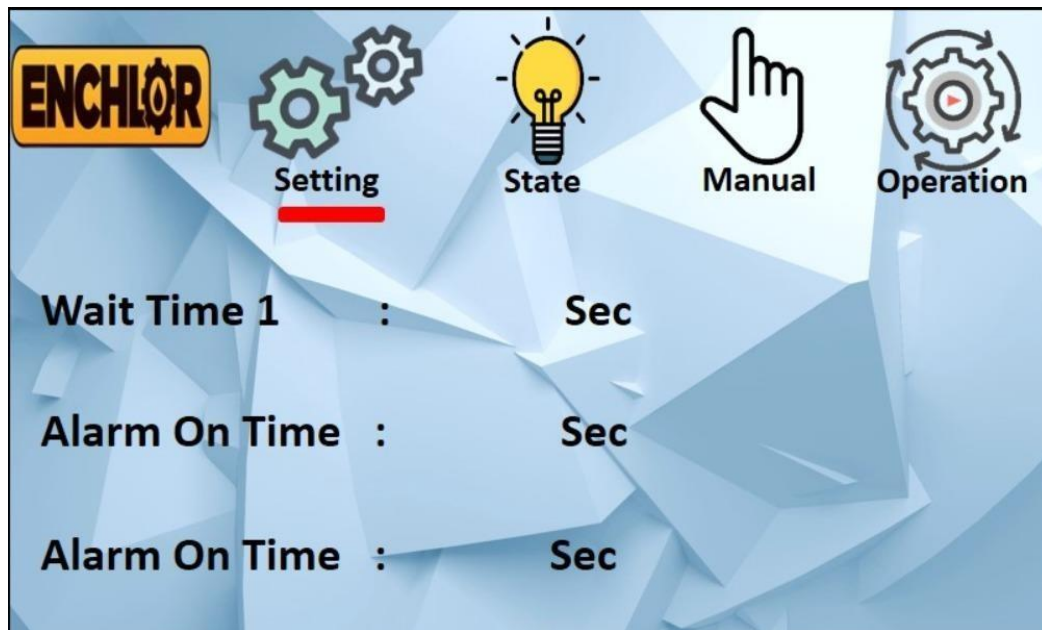 ENCHLOR
Setting State Manual Operation
Wait Time 1 : Sec
Alarm On Time : Sec
Alarm On Time : Sec